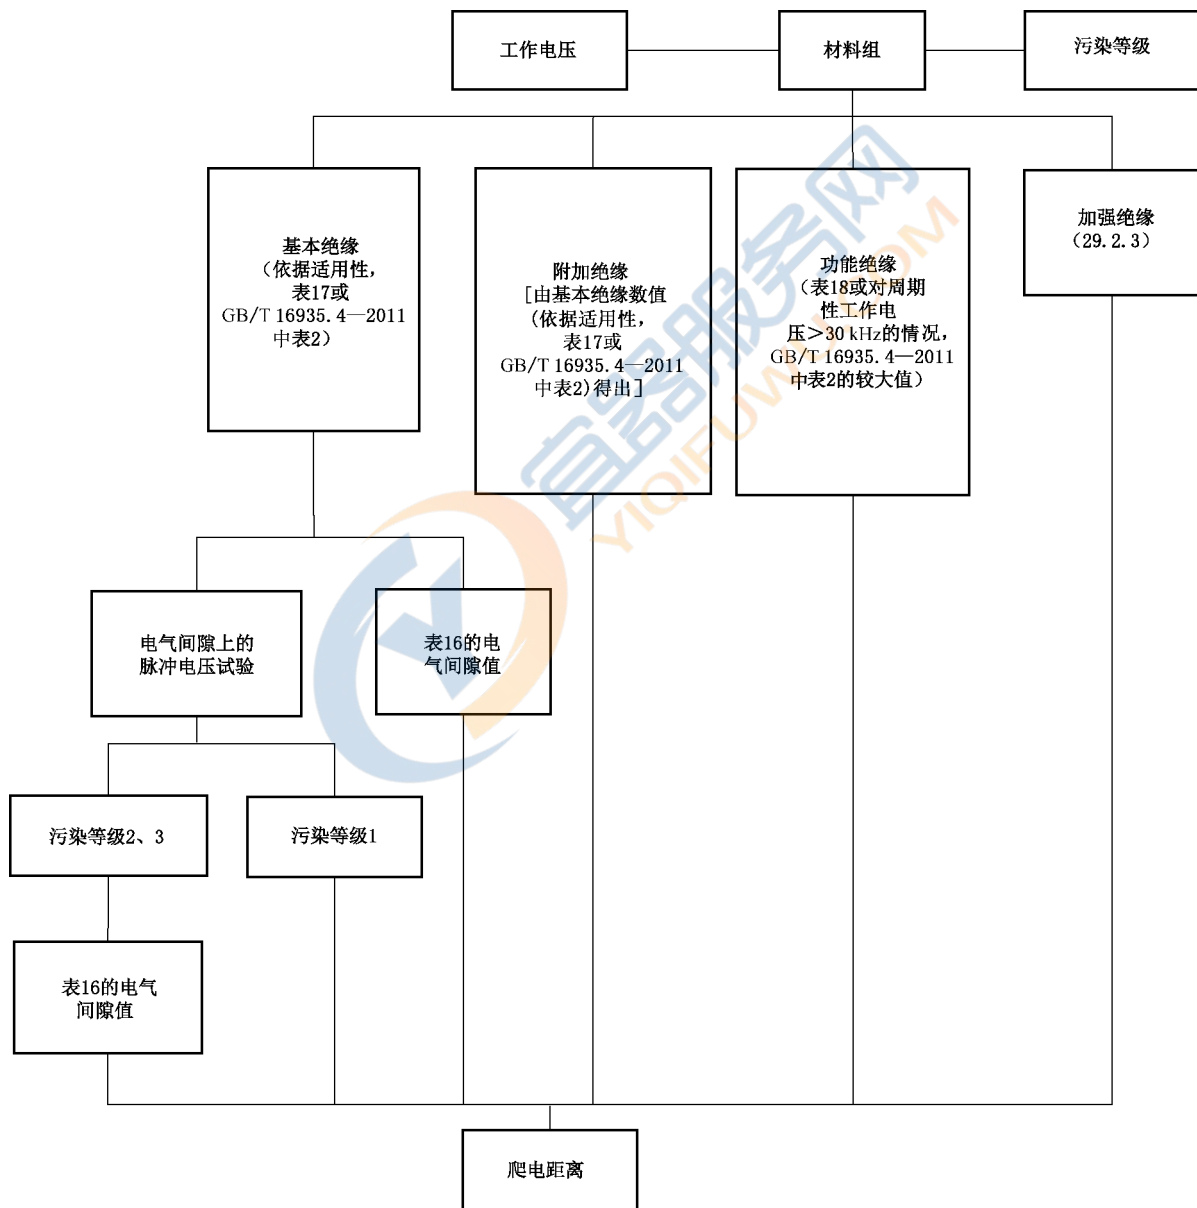 工作电压
材料组
污染等级
基本绝缘
（依据适用性，
表17或
GB/T 16935.4—2011
中表2）
附加绝缘
[由基本绝缘数值
（依据适用性，
表17或
GB/T 16935.4—2011
中表2)得出]
功能绝缘
（表18或对周期
性工作电
压＞30 kHz的情况，
GB/T 16935.4—2011
中表2的较大值）
加强绝缘
（29.2.3）
电气间隙上的
脉冲电压试验
表16的电
气间隙值
污染等级2、3
污染等级1
表16的电气
间隙值
爬电距离
仪器服务网
YIQIFUWU.COM